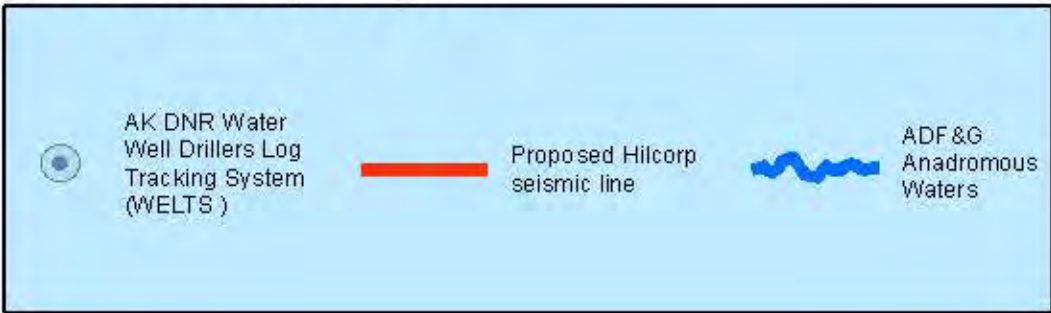 AK DNR Water
Well Drillers Log
Tracking System
(WELTS )
Proposed Hilcorp
seismic line
ADF&G
Anadromous
Waters